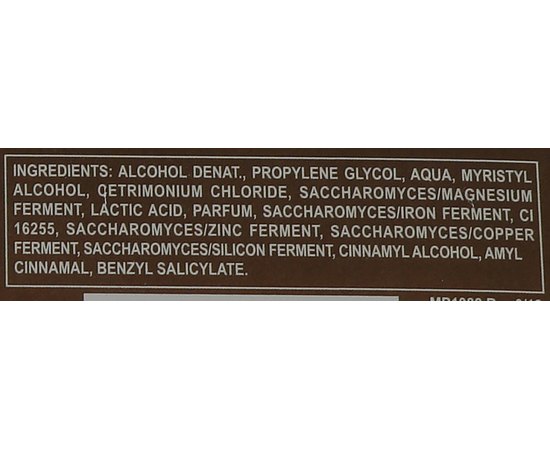 INGREDIENTS: ALCOHOL DENAT., PROPYLENE GLYCOL, AQUA, MYRISTYL
ALCOHOL, CETRIMONIUM CHLORIDE, SACCHAROMYCES/MAGNESIUM
FERMENT, LACTIC ACID, PARFUM, SACCHAROMYCES/IRON FERMENT, CI
16255, SACCHAROMYCES/ZINC FERMENT, SACCHAROMYCES/COPPER
FERMENT, SACCHAROMYCES/SILICON FERMENT, CINNAMYL ALCOHOL, AMYL
CINNAMAL, BENZYL SALICYLATE.